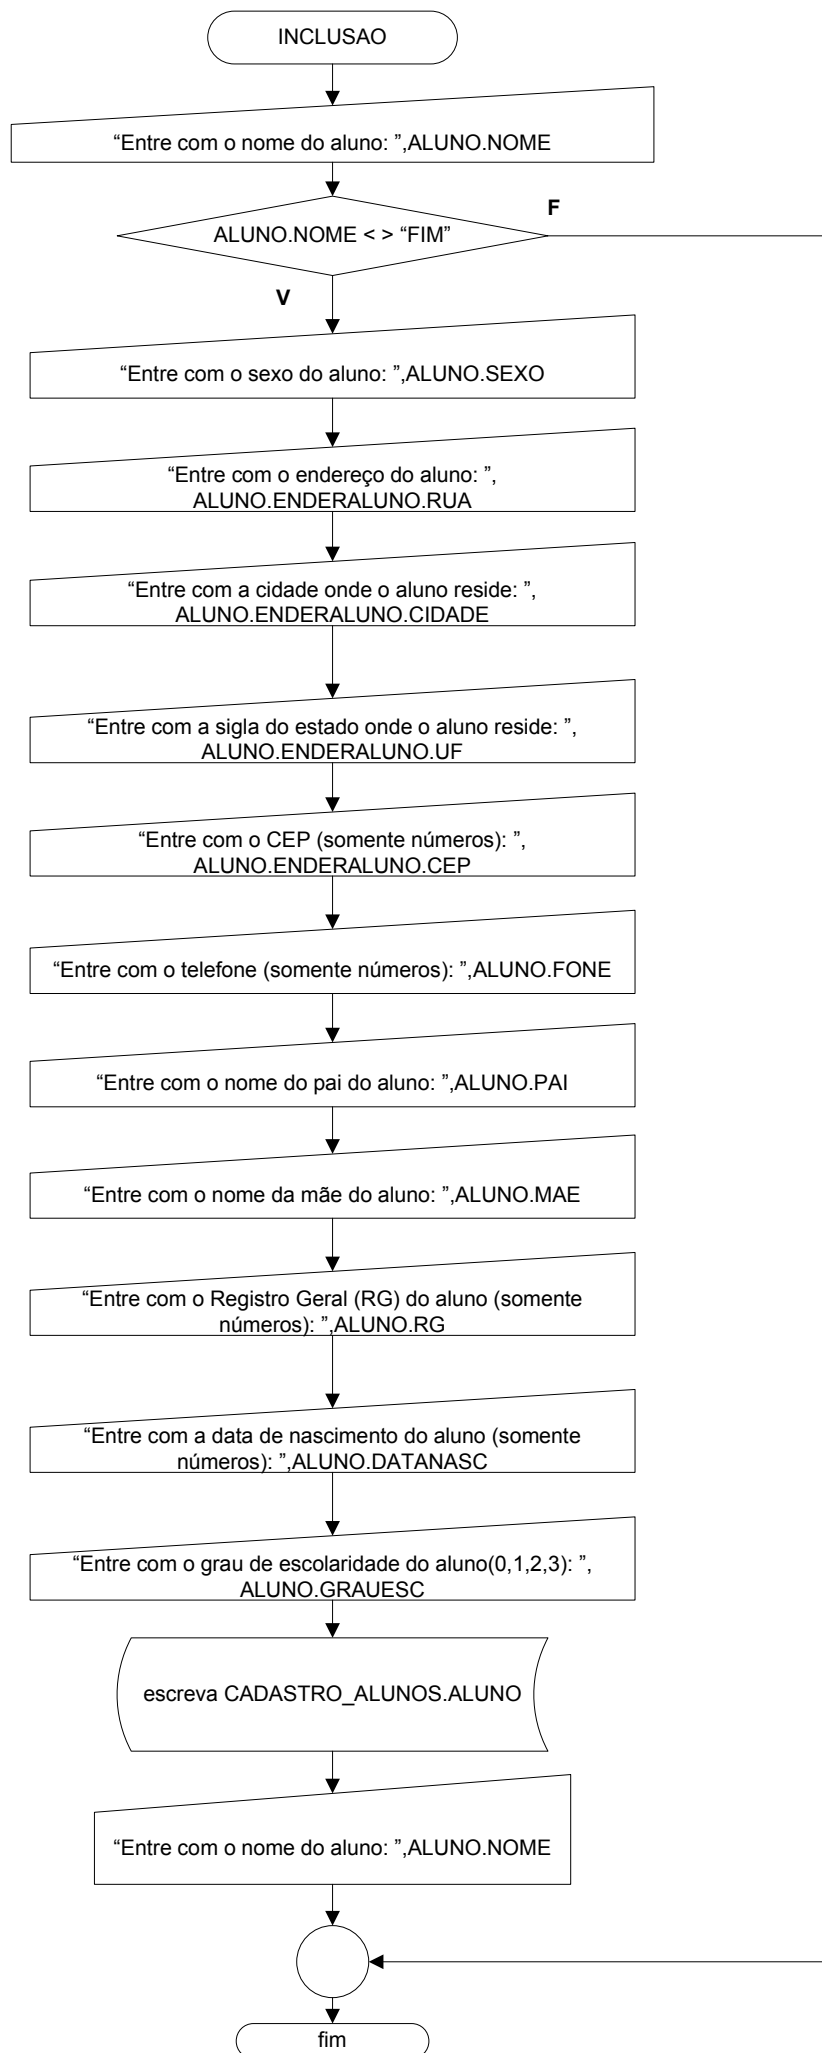 INCLUSAO
“Entre com o nome do aluno: ”,ALUNO.NOME
F
ALUNO.NOME < > “FIM”
V
“Entre com o sexo do aluno: ”,ALUNO.SEXO
“Entre com o endereço do aluno: ”,
ALUNO.ENDERALUNO.RUA
“Entre com a cidade onde o aluno reside: ”,
ALUNO.ENDERALUNO.CIDADE
“Entre com a sigla do estado onde o aluno reside: ”,
ALUNO.ENDERALUNO.UF
“Entre com o CEP (somente números): ”,
ALUNO.ENDERALUNO.CEP
“Entre com o telefone (somente números): ”,ALUNO.FONE
“Entre com o nome do pai do aluno: ”,ALUNO.PAI
“Entre com o nome da mãe do aluno: ”,ALUNO.MAE
“Entre com o Registro Geral (RG) do aluno (somente
números): ”,ALUNO.RG
“Entre com a data de nascimento do aluno (somente
números): ”,ALUNO.DATANASC
“Entre com o grau de escolaridade do aluno(0,1,2,3): ”,
ALUNO.GRAUESC
escreva CADASTRO_ALUNOS.ALUNO
“Entre com o nome do aluno: ”,ALUNO.NOME
fim